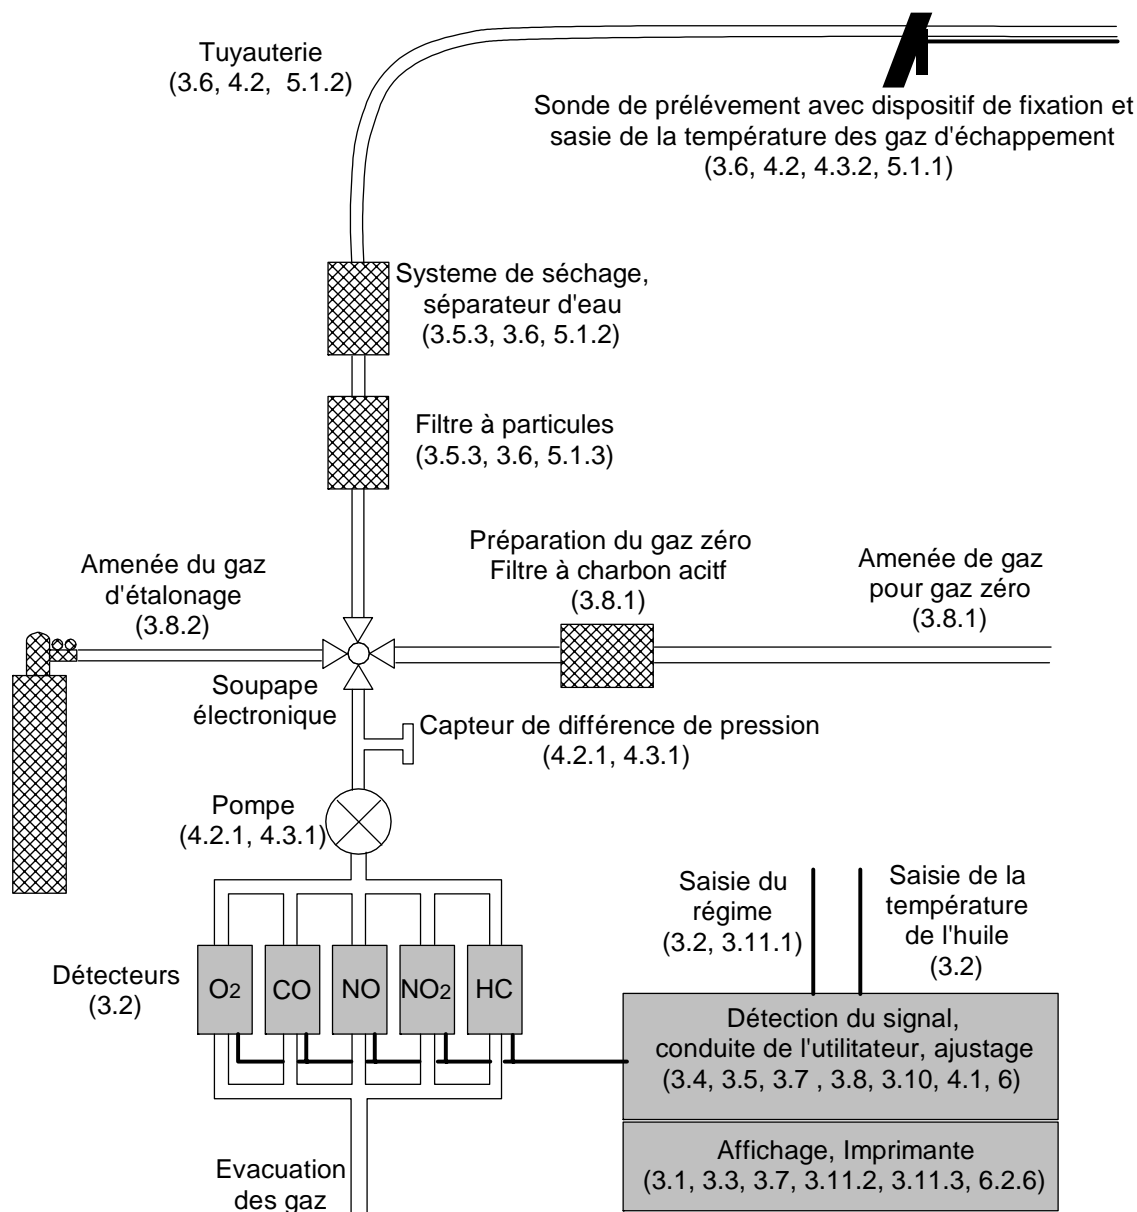 Tuyauterie
(3.6, 4.2, 5.1.2)
Sonde de prélévement avec dispositif de fixation et
sasie de la température des gaz d'échappement
(3.6, 4.2, 4.3.2, 5.1.1)
Systeme de séchage,
séparateur d'eau
(3.5.3, 3.6, 5.1.2)
Filtre à particules
(3.5.3, 3.6, 5.1.3)
Amenée du gaz
d'étalonage
(3.8.2)
Préparation du gaz zéro
Filtre à charbon acitf
(3.8.1)
Amenée de gaz
pour gaz zéro
(3.8.1)
Soupape
électronique
Capteur de différence de pression
(4.2.1, 4.3.1)
Pompe
(4.2.1, 4.3.1)
Saisie du
régime
(3.2, 3.11.1)
Saisie de la
température
de l'huile
(3.2)
Détecteurs
(3.2)
O2
CO
NO
NO2
HC
Détection du signal,
conduite de l'utilitateur, ajustage
(3.4, 3.5, 3.7 , 3.8, 3.10, 4.1, 6)
Affichage, Imprimante
(3.1, 3.3, 3.7, 3.11.2, 3.11.3, 6.2.6)
Evacuation
des gaz